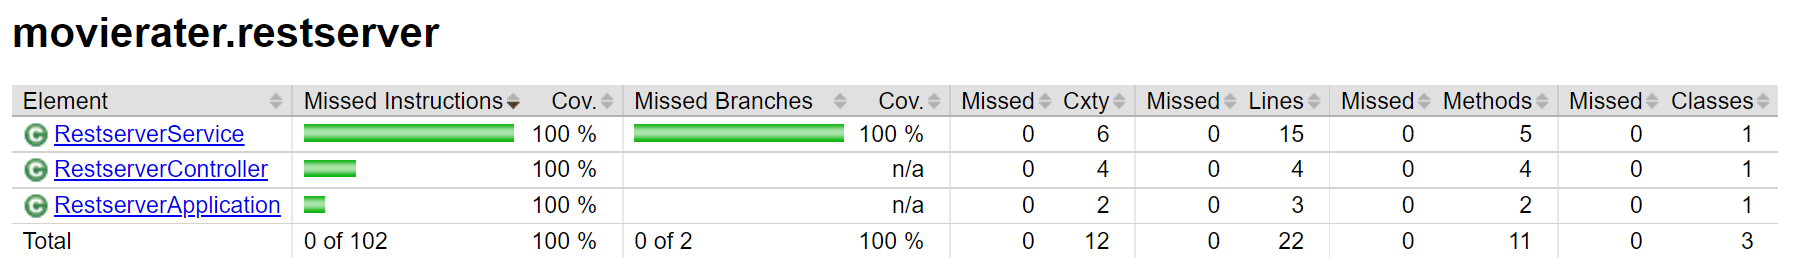 movierater.restserver
Element Missed Instructions Cov. Missed Branches Cov. Missed Cxty Missed Lines Missed Methods Missed Classes
C RestserverService 100 % 100 % 0 6 0 15 0 5 0 1
C RestserverController 100 % n/a 0 4 0 4 0 4 0 1
C RestserverApplication 100 % n/a 0 2 0 3 0 2 0 1
Total 0 of 102 100 % 0 of 2 100 % 0 12 0 22 0 11 0 3